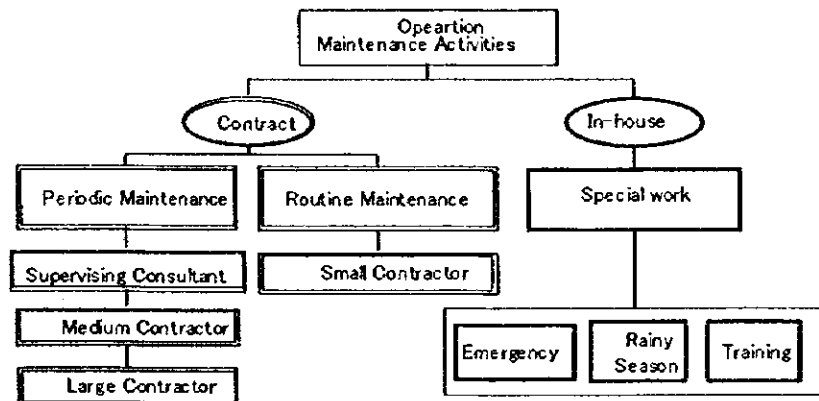 Opeartion
Maintenance Activities
Contract
In-house
Periodic Maintenance
Routine Maintenance
Special work
Supervising Consultant
Small Contractor
Medium Contractor
Large Contractor
Emergency
Rainy
Season
Training